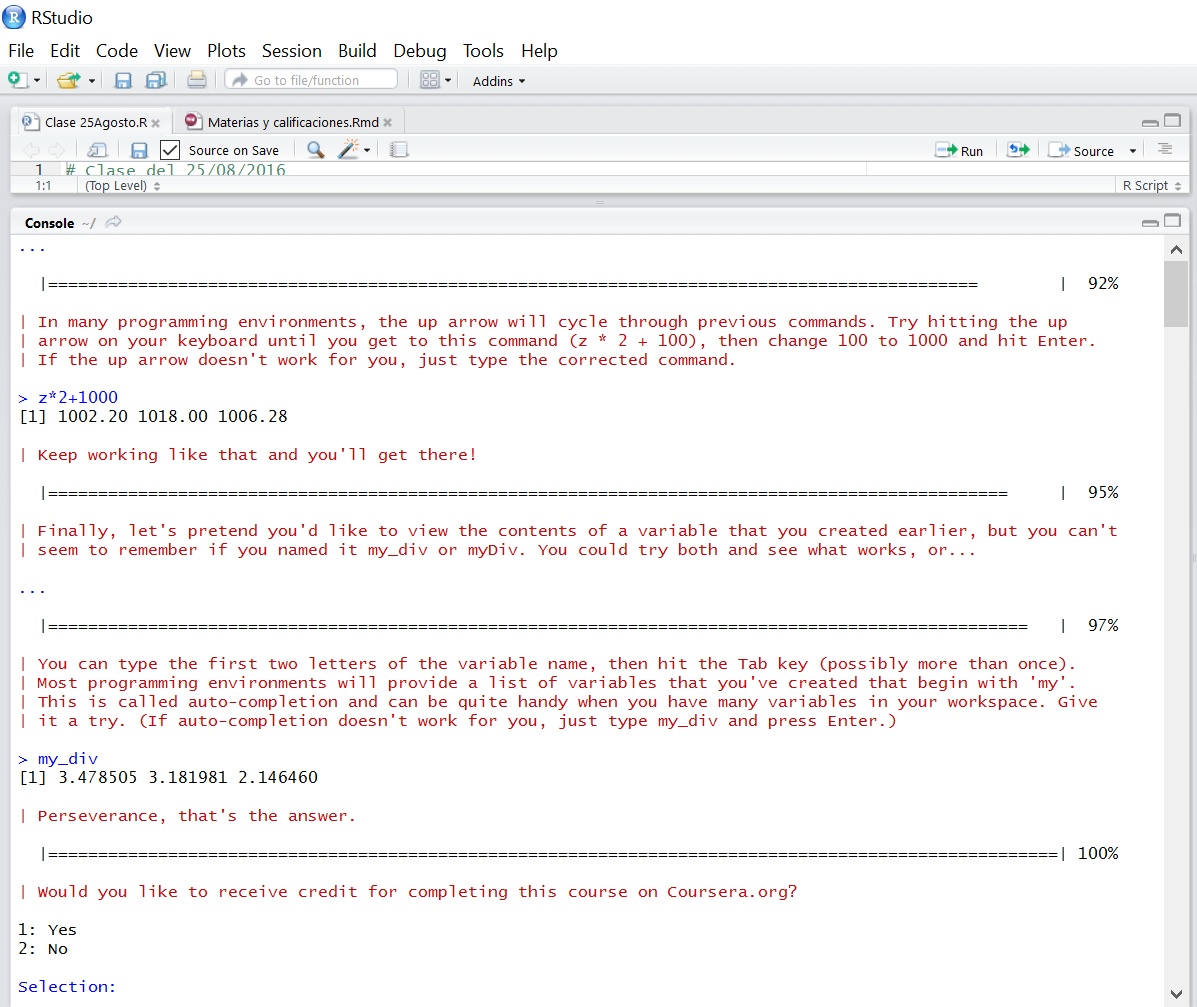 RStudio
File Edit Code View Plots Session Build Debug Tools Help
Go to file/function Addins
Clase 25Agosto.R Materias y calificaciones.Rmd
Source on Save Run Source
1 # Clase del 25/08/2016
1:1 (Top Level) R Script
Console ~/
...
|=============================================================================================        |  92%
| In many programming environments, the up arrow will cycle through previous commands. Try hitting the up
| arrow on your keyboard until you get to this command (z * 2 + 100), then change 100 to 1000 and hit Enter.
| If the up arrow doesn't work for you, just type the corrected command.
> z*2+1000
[1] 1002.20 1018.00 1006.28
| Keep working like that and you'll get there!
|================================================================================================     |  95%
| Finally, let's pretend you'd like to view the contents of a variable that you created earlier, but you can't
| seem to remember if you named it my_div or myDiv. You could try both and see what works, or...
...
|==================================================================================================   |  97%
| You can type the first two letters of the variable name, then hit the Tab key (possibly more than once).
| Most programming environments will provide a list of variables that you've created that begin with 'my'.
| This is called auto-completion and can be quite handy when you have many variables in your workspace. Give
| it a try. (If auto-completion doesn't work for you, just type my_div and press Enter.)
> my_div
[1] 3.478505 3.181981 2.146460
| Perseverance, that's the answer.
|=====================================================================================================| 100%
| Would you like to receive credit for completing this course on Coursera.org?
1: Yes
2: No
Selection: